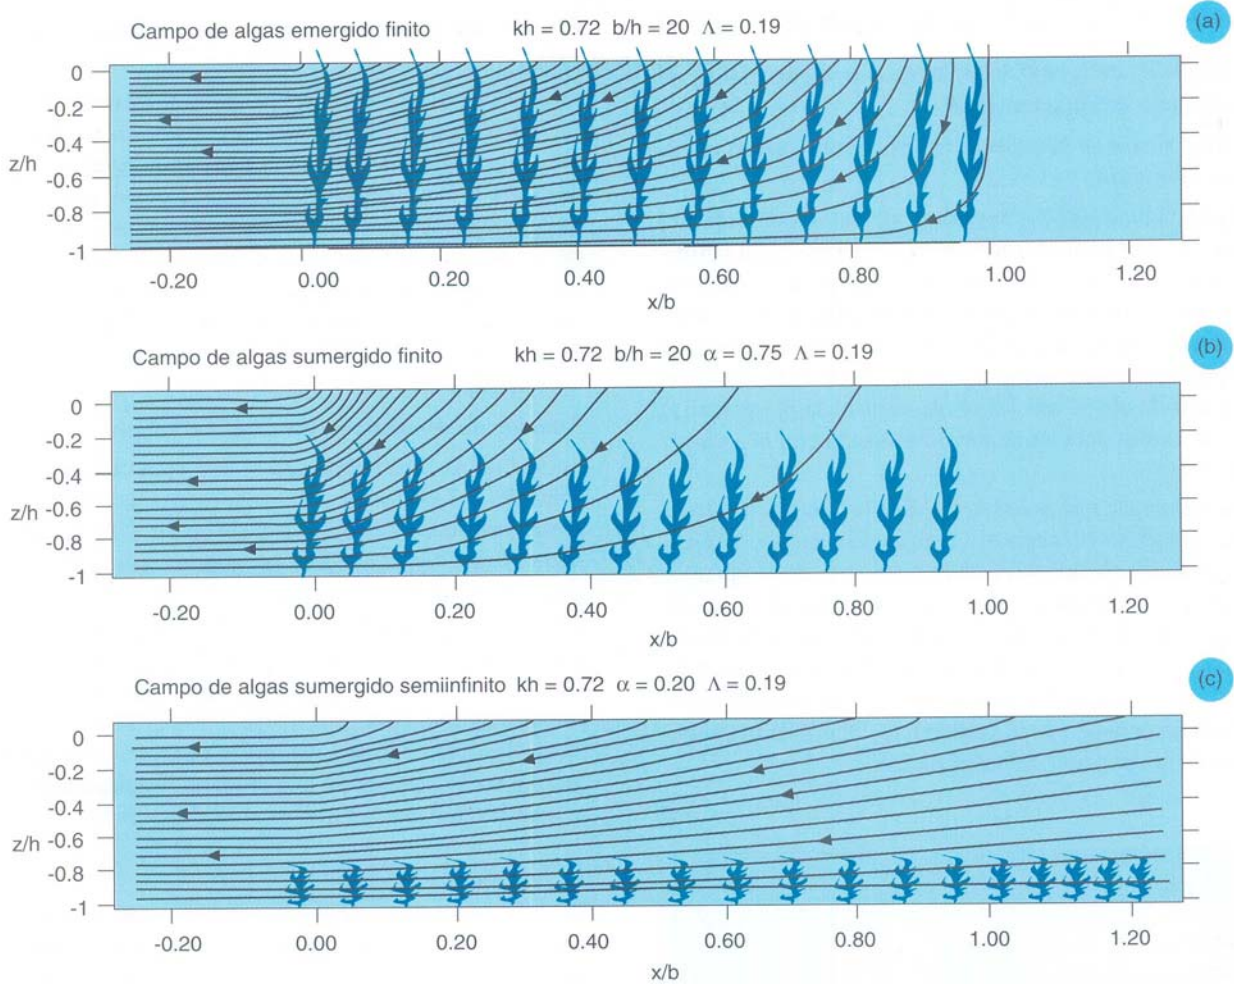 Campo de algas emergido finito kh = 0.72 b/h = 20 Λ = 0.19
(a)
0
-0.2
-0.4
z/h
-0.6
-0.8
-1
-0.20 0.00 0.20 0.40 0.60 0.80 1.00 1.20
x/b
Campo de algas sumergido finito kh = 0.72 b/h = 20 α = 0.75 Λ = 0.19
(b)
0
-0.2
-0.4
z/h
-0.6
-0.8
-1
-0.20 0.00 0.20 0.40 0.60 0.80 1.00 1.20
x/b
Campo de algas sumergido semiinfinito kh = 0.72 α = 0.20 Λ = 0.19
(c)
0
-0.2
-0.4
-0.6
z/h
-0.8
-1
-0.20 0.00 0.20 0.40 0.60 0.80 1.00 1.20
x/b